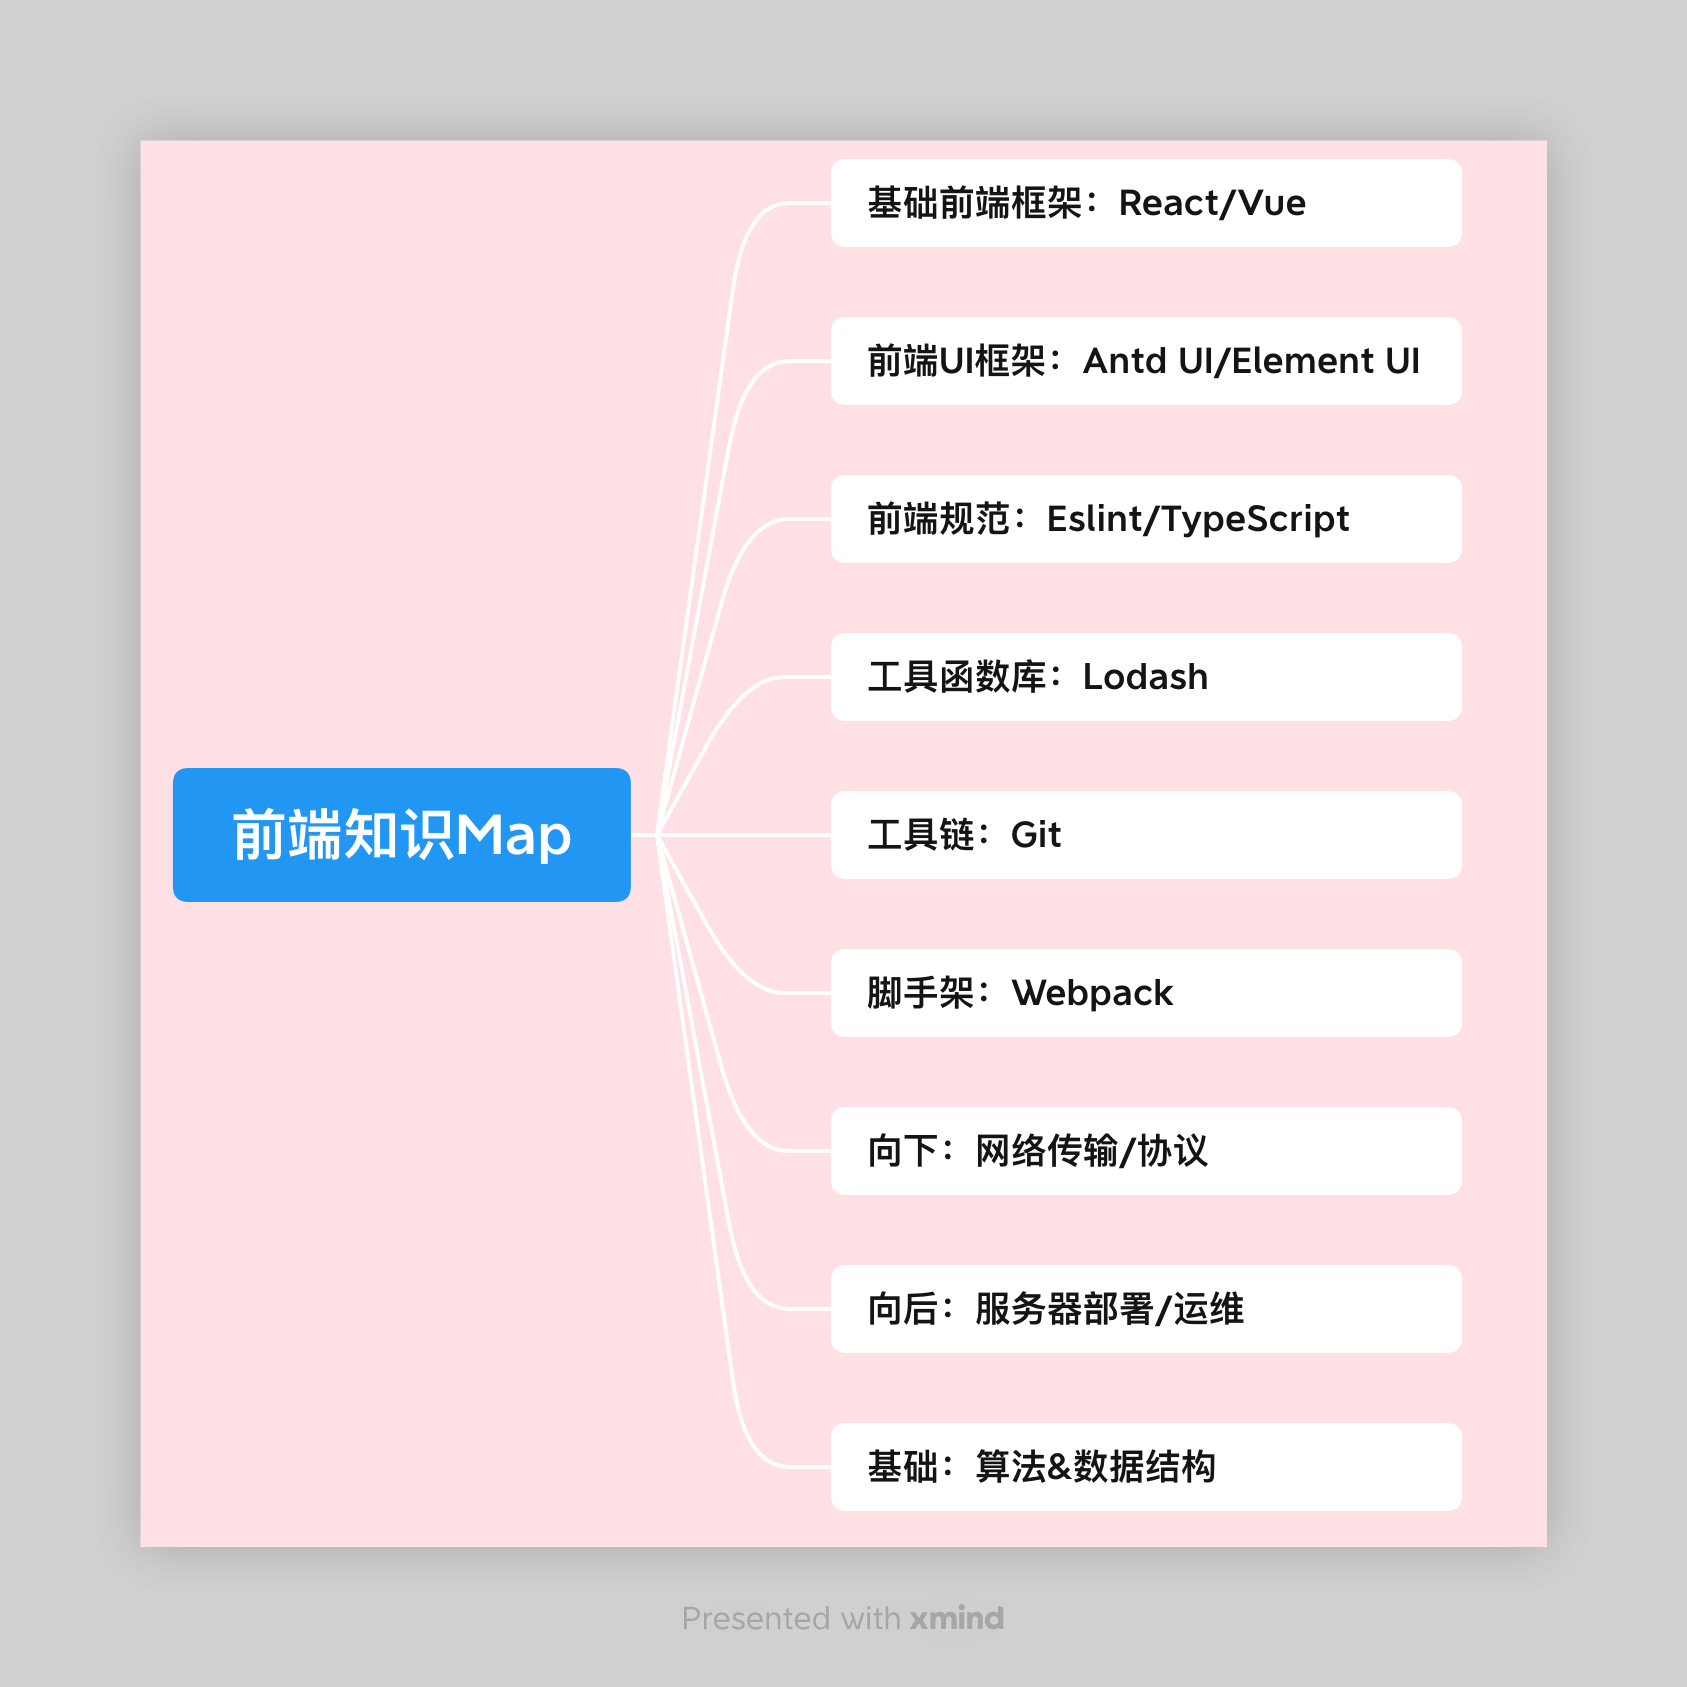 基础前端框架：React/Vue
前端UI框架：Antd UI/Element UI
前端规范：Eslint/TypeScript
工具函数库：Lodash
前端知识Map
工具链：Git
脚手架：Webpack
向下：网络传输/协议
向后：服务器部署/运维
基础：算法&数据结构
Presented with xmind